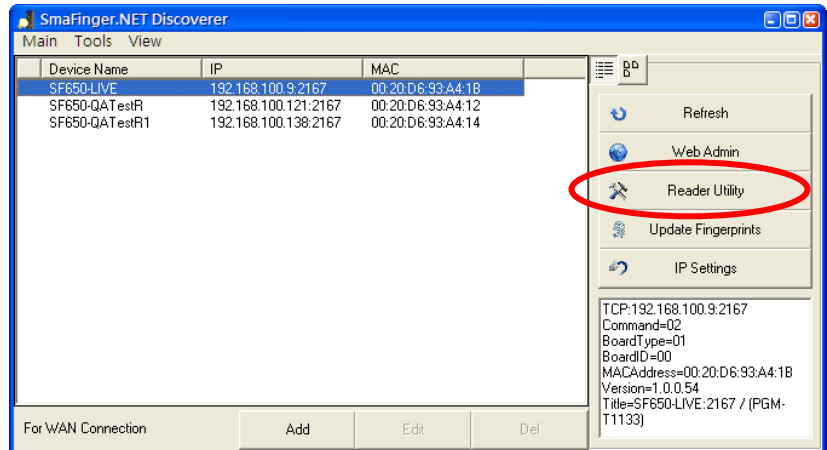 SmaFinger.NET Discoverer
Main Tools View
Device Name IP MAC
SF650-LIVE 192.168.100.9:2167 00:20:D6:93:A4:1B
SF650-QATestR 192.168.100.121:2167 00:20:D6:93:A4:12
SF650-QATestR1 192.168.100.138:2167 00:20:D6:93:A4:14
Refresh
Web Admin
Reader Utility
Update Fingerprints
IP Settings
TCP:192.168.100.9:2167
Command=02
BoardType=01
BoardID=00
MACAddress=00:20:D6:93:A4:1B
Version=1.0.0.54
Title=SF650-LIVE:2167 / (PGM-
T1133)
For WAN Connection Add Edit Del